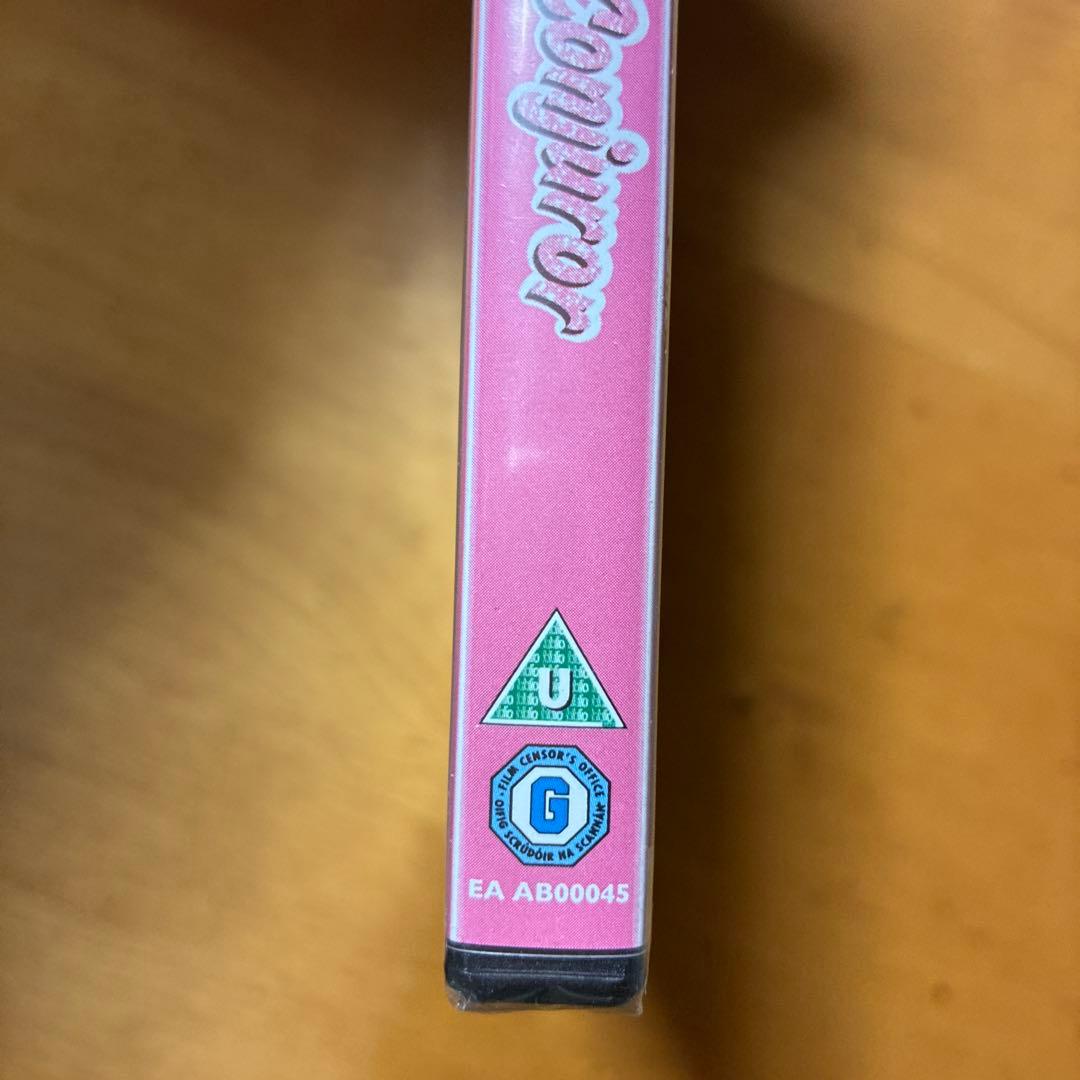 Conjuror
U
FILM CENSOR'S OFFICE · OIFIG SCRÚDÓIR NA SCANNÁN ·
G
EA AB00045